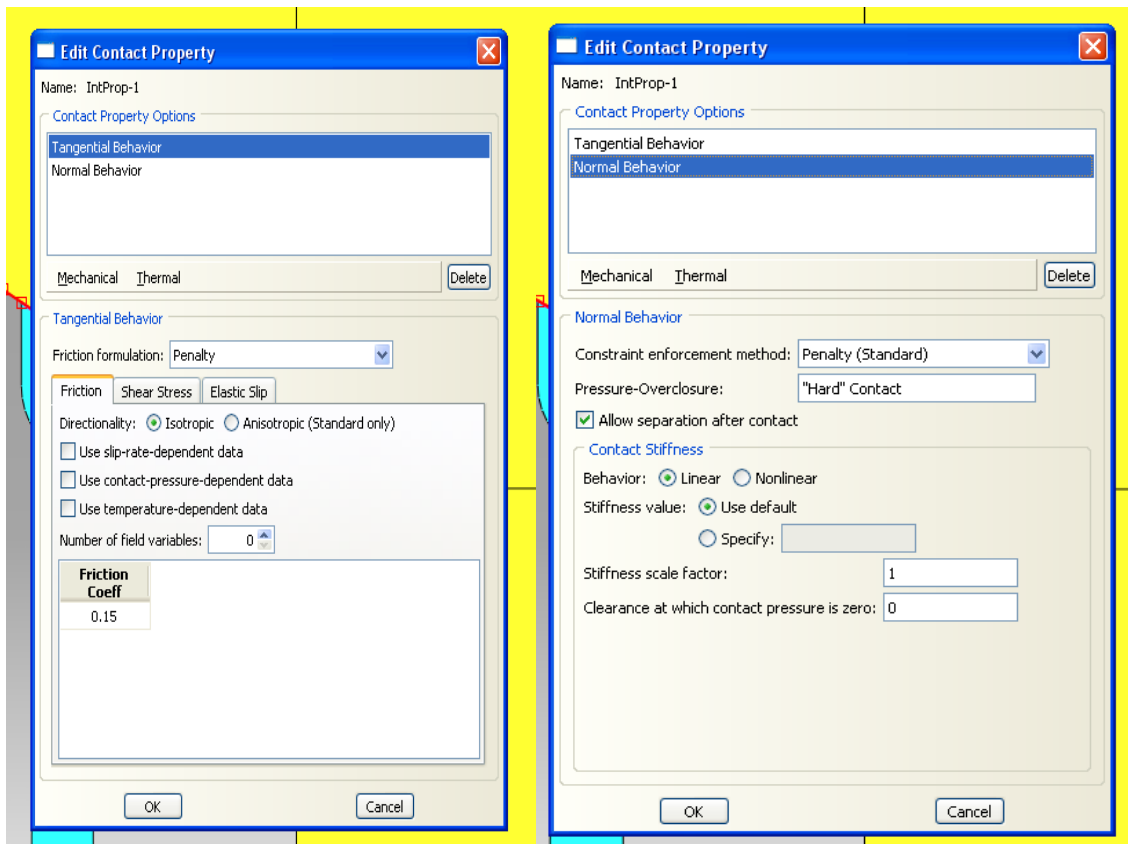 Edit Contact Property
Name: IntProp-1
Contact Property Options
Tangential Behavior
Normal Behavior
Mechanical Thermal Delete
Tangential Behavior
Friction formulation: Penalty
Friction Shear Stress Elastic Slip
Directionality: Isotropic Anisotropic (Standard only)
Use slip-rate-dependent data
Use contact-pressure-dependent data
Use temperature-dependent data
Number of field variables: 0
Friction
Coeff
0.15
OK Cancel
Edit Contact Property
Name: IntProp-1
Contact Property Options
Tangential Behavior
Normal Behavior
Mechanical Thermal Delete
Normal Behavior
Constraint enforcement method: Penalty (Standard)
Pressure-Overclosure: "Hard" Contact
Allow separation after contact
Contact Stiffness
Behavior: Linear Nonlinear
Stiffness value: Use default
Specify:
Stiffness scale factor: 1
Clearance at which contact pressure is zero: 0
OK Cancel